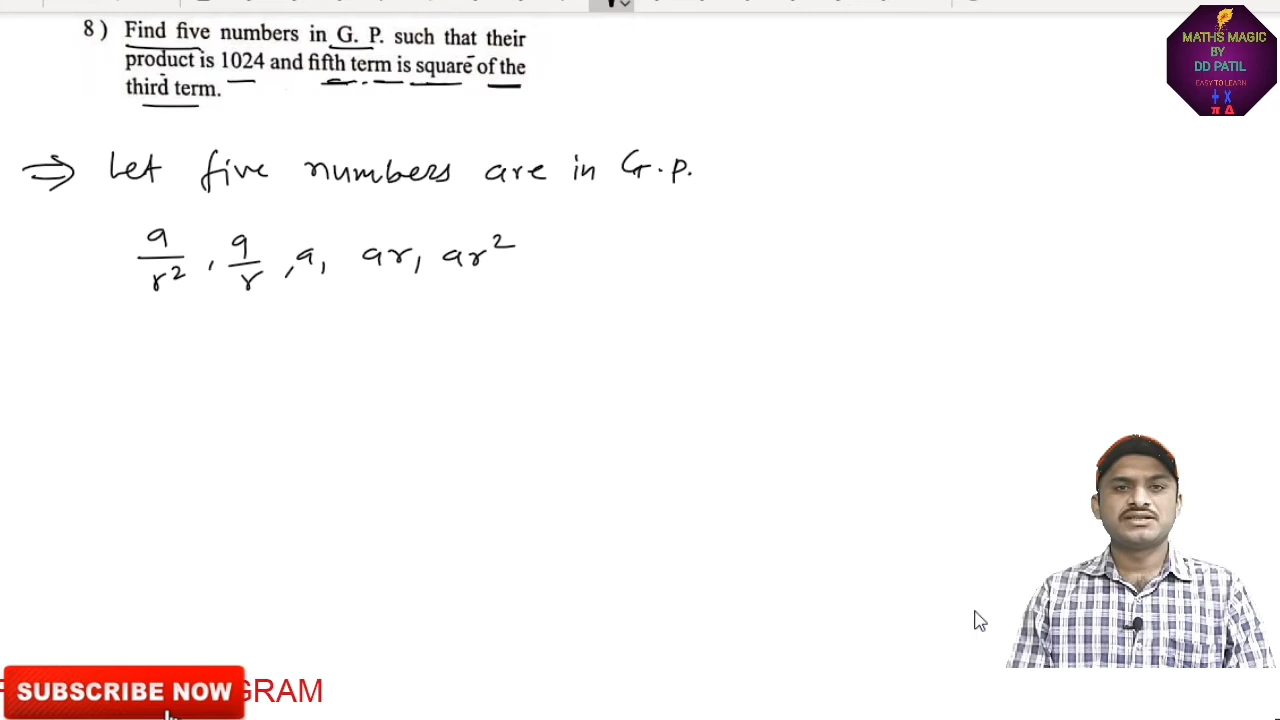 8) Find five numbers in G. P. such that their
product is 1024 and fifth term is square of the
third term.
MATHS MAGIC
BY
DD PATIL
EASY TO LEARN
+ X
π Δ
⇒ Let five numbers are in G.P.
a/r², a/r, a, ar, ar²
SUBSCRIBE NOW
GRAM